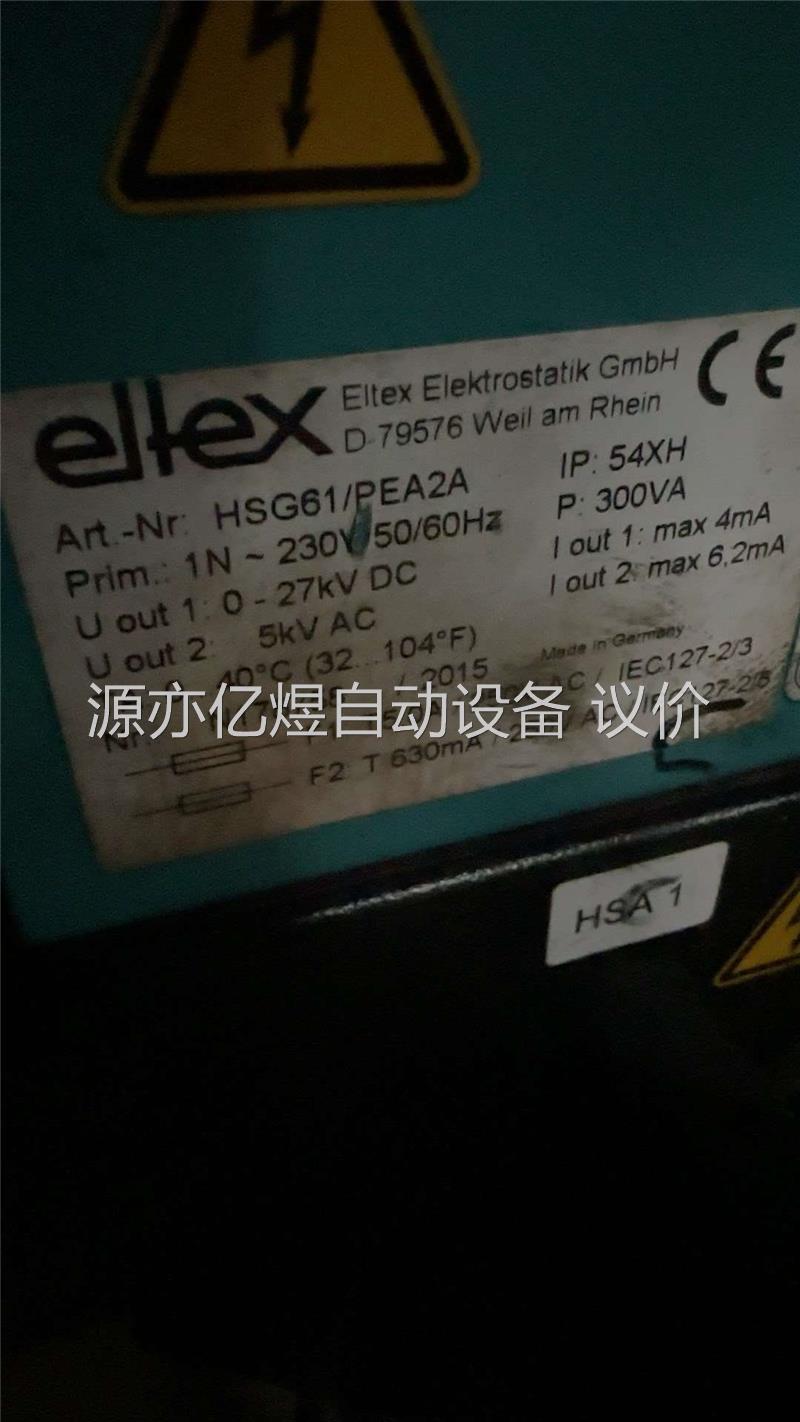 eltex
Eltex Elektrostatik GmbH
D-79576 Weil am Rhein
CE
Art.-Nr: HSG61/PEA2A
IP: 54XH
Prim.: 1N ~ 230V/50/60Hz
P: 300VA
U out 1: 0 - 27kV DC
I out 1: max 4mA
U out 2: 5kV AC
I out 2: max 6,2mA
40°C (32...104°F)
Made in Germany
/ 2015
AC / IEC127-2/3
源亦亿煜自动设备 议价
F2: T 630mA /
HSA 1